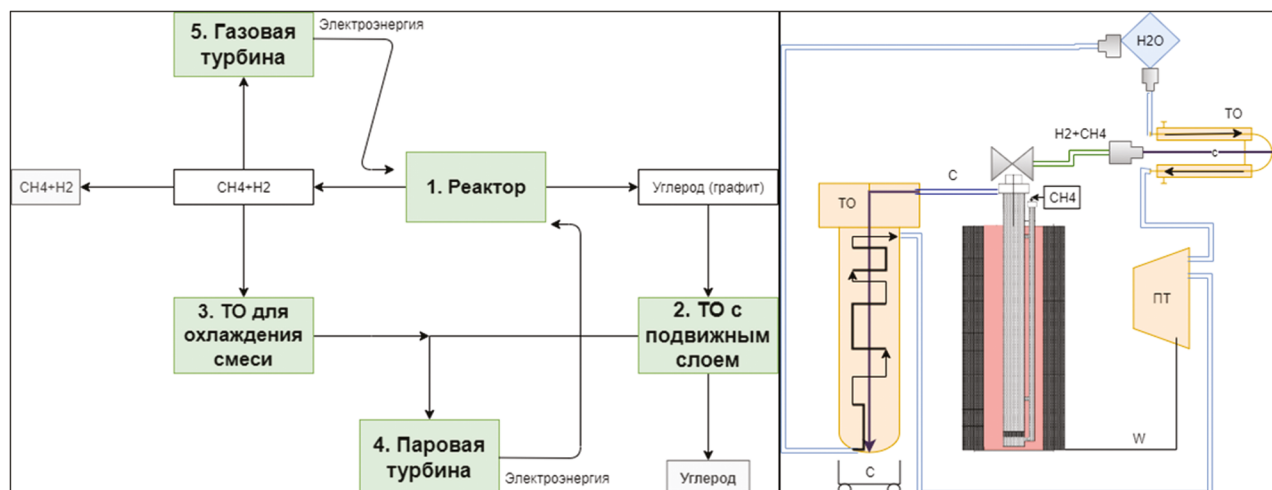 5. Газовая
турбина
Электроэнергия
CH4+H2
CH4+H2
1. Реактор
Углерод (графит)
3. ТО для
охлаждения
смеси
2. ТО с
подвижным
слоем
4. Паровая
турбина
Электроэнергия
Углерод
H2O
ТО
H2+CH4
c
C
ТО
CH4
ПТ
W
C